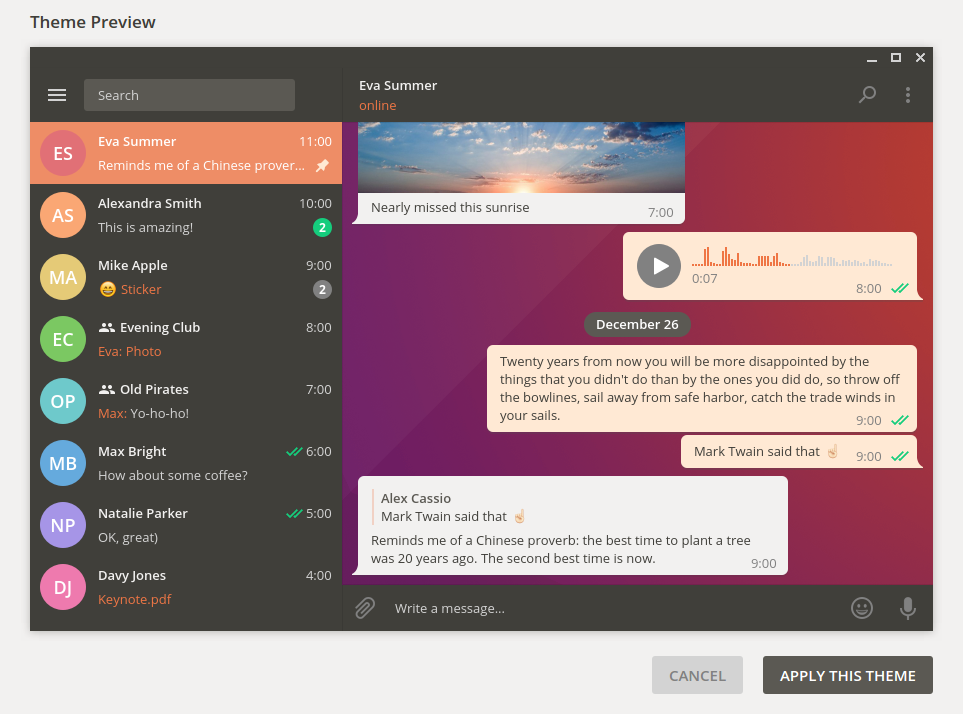 Theme Preview
Search
Eva Summer
online
ES
Eva Summer 11:00
Reminds me of a Chinese prover...
AS
Alexandra Smith 10:00
This is amazing! 2
MA
Mike Apple 9:00
😄 Sticker 2
EC
Evening Club 8:00
Eva: Photo
OP
Old Pirates 7:00
Max: Yo-ho-ho!
MB
Max Bright 6:00
How about some coffee?
NP
Natalie Parker 5:00
OK, great)
DJ
Davy Jones 4:00
Keynote.pdf
Nearly missed this sunrise
7:00
0:07
8:00
December 26
Twenty years from now you will be more disappointed by the
things that you didn't do than by the ones you did do, so throw off
the bowlines, sail away from safe harbor, catch the trade winds in
your sails.
9:00
Mark Twain said that ☝🏻 9:00
Alex Cassio
Mark Twain said that ☝🏻
Reminds me of a Chinese proverb: the best time to plant a tree
was 20 years ago. The second best time is now.
9:00
Write a message...
CANCEL
APPLY THIS THEME